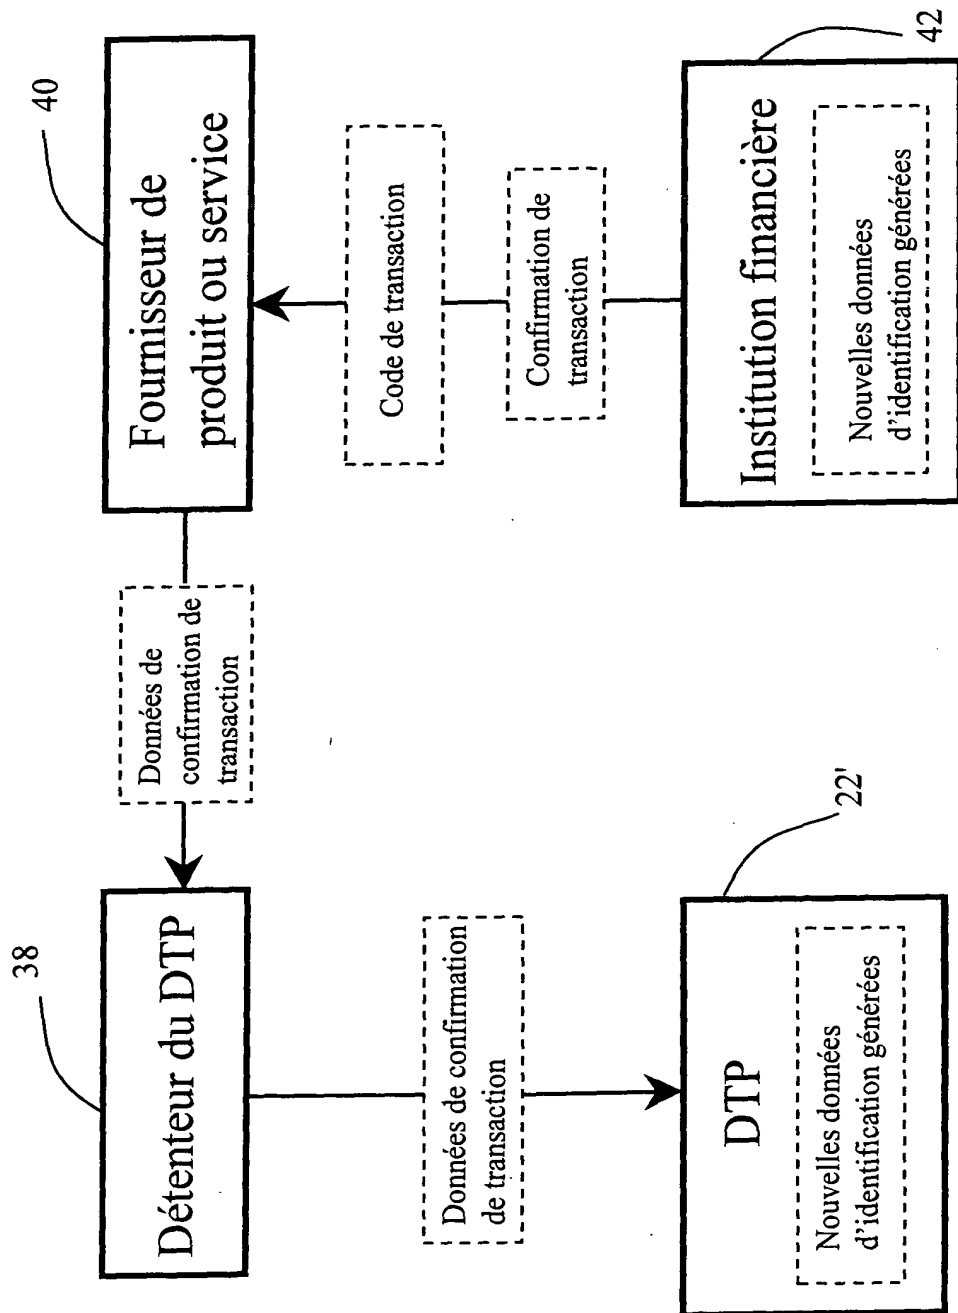 38
Détenteur du DTP
Données de
confirmation de
transaction
40
Fournisseur de
produit ou service
Données de confirmation
de transaction
Code de transaction
Confirmation de
transaction
22'
DTP
Nouvelles données
d'identification générées
42
Institution financière
Nouvelles données
d'identification générées